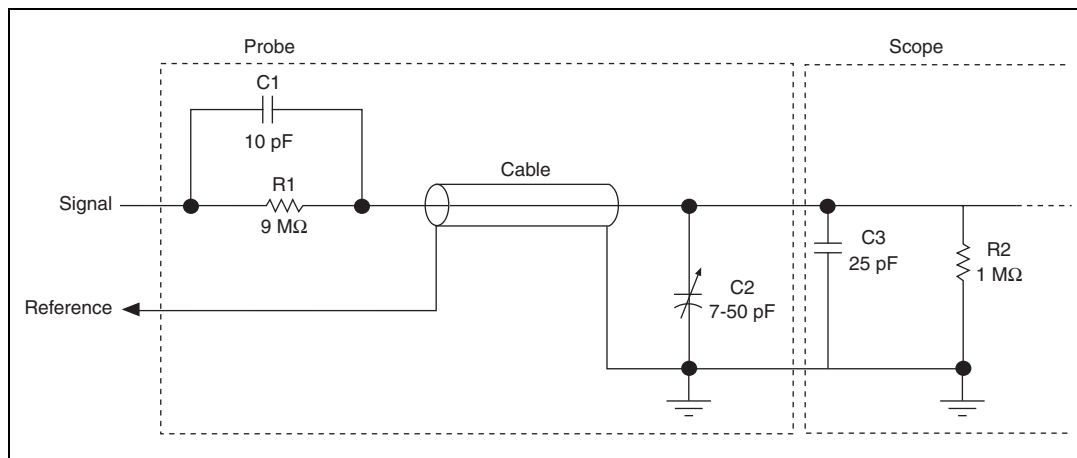 Probe
Scope
C1
10 pF
Cable
Signal
R1
9 MΩ
C3
25 pF
R2
1 MΩ
C2
7-50 pF
Reference